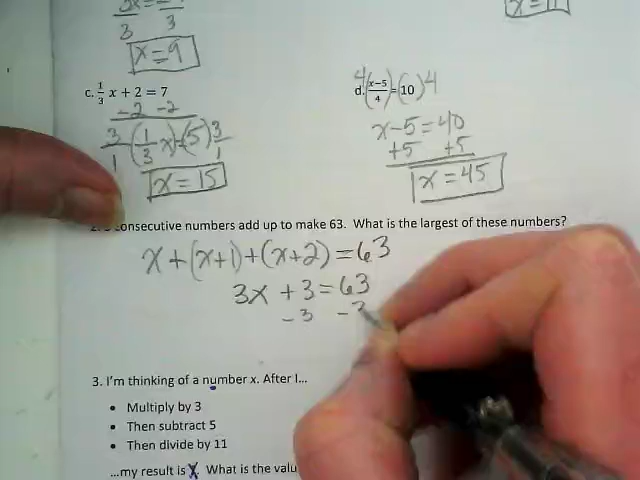 3 3
x = 9
x = 11
c. 1/3 x + 2 = 7
-2 -2
3/1 (1/3 x) = (5) 3/1
x = 15
d. 4 (x-5)/4 = (10) 4
x - 5 = 40
+5 +5
x = 45
consecutive numbers add up to make 63. What is the largest of these numbers?
x + (x+1) + (x+2) = 63
3x + 3 = 63
-3 -3
3. I'm thinking of a number x. After I...
• Multiply by 3
• Then subtract 5
• Then divide by 11
...my result is x. What is the